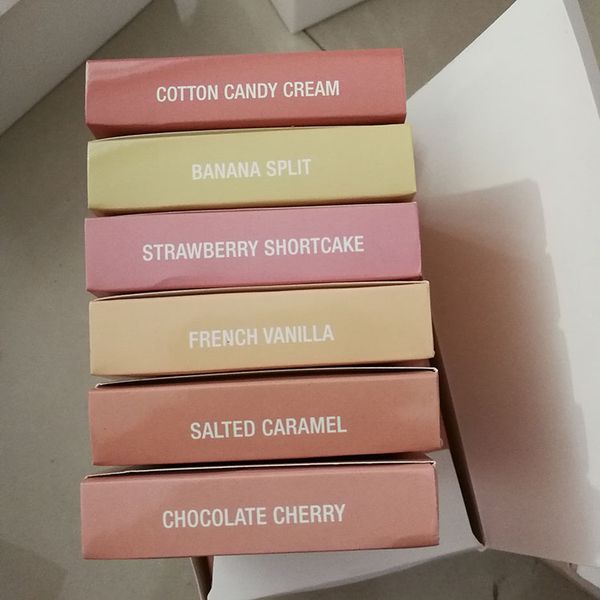 COTTON CANDY CREAM
BANANA SPLIT
STRAWBERRY SHORTCAKE
FRENCH VANILLA
SALTED CARAMEL
CHOCOLATE CHERRY